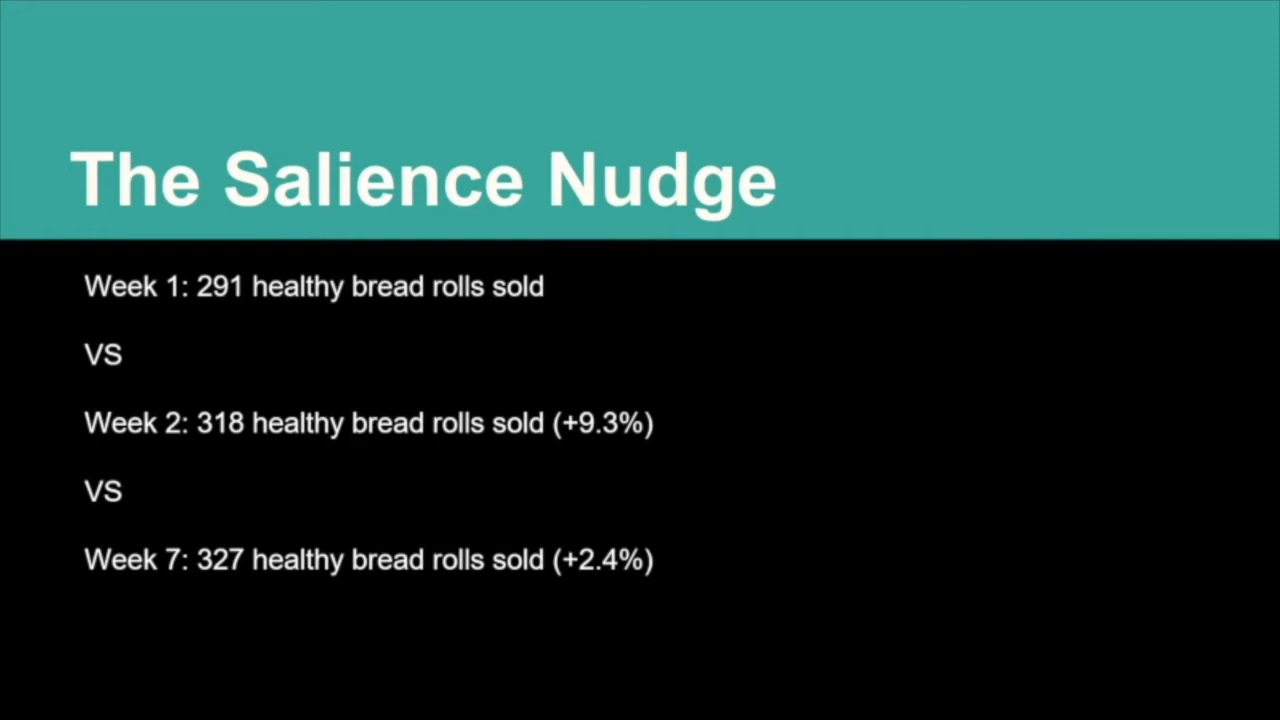 The Salience Nudge
Week 1: 291 healthy bread rolls sold
VS
Week 2: 318 healthy bread rolls sold (+9.3%)
VS
Week 7: 327 healthy bread rolls sold (+2.4%)